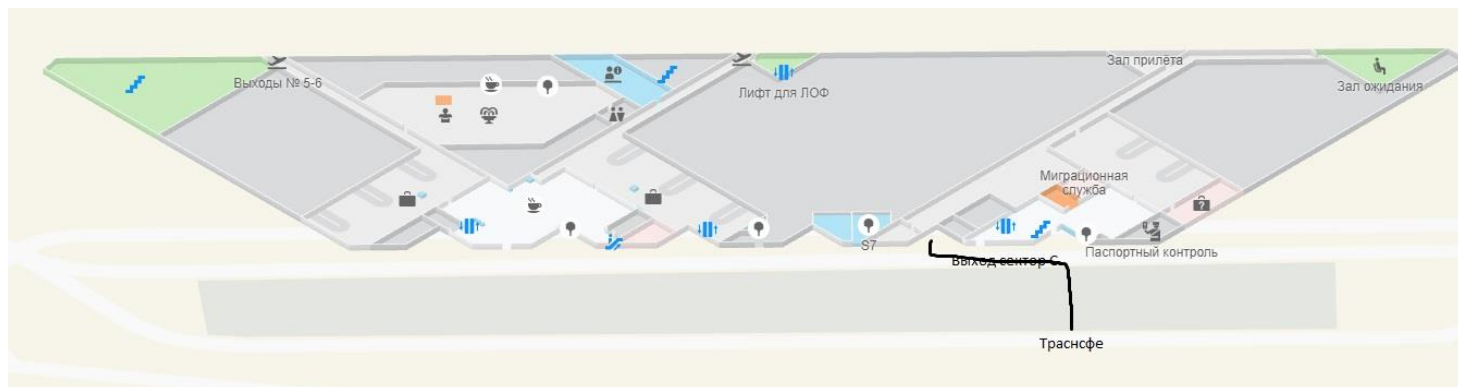 Зал прилёта
Выходы № 5-6
Лифт для ЛОФ
Зал ожидания
Миграционная
служба
S7
Паспортный контроль
Выход сектор С
Траснсфе